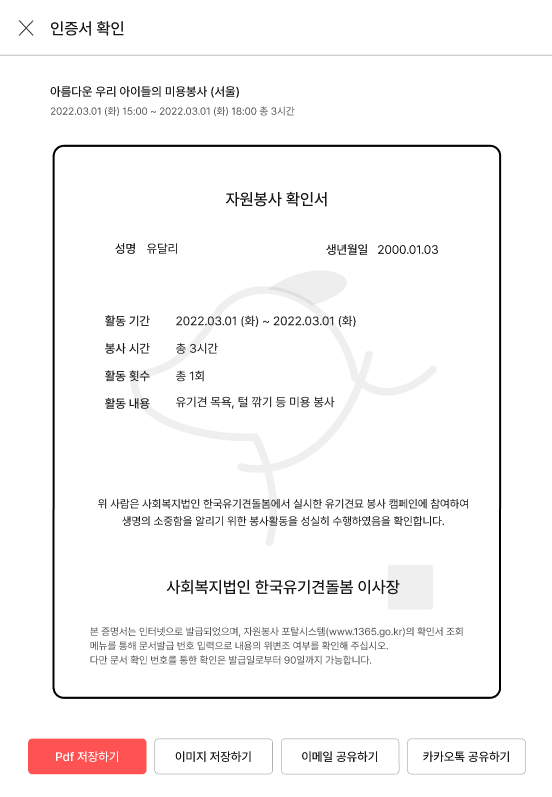 인증서 확인
아름다운 우리 아이들의 미용봉사 (서울)
2022.03.01 (화) 15:00 ~ 2022.03.01 (화) 18:00 총 3시간
자원봉사 확인서
성명 유달리 생년월일 2000.01.03
활동 기간 2022.03.01 (화) ~ 2022.03.01 (화)
봉사 시간 총 3시간
활동 횟수 총 1회
활동 내용 유기견 목욕, 털 깎기 등 미용 봉사
위 사람은 사회복지법인 한국유기견돌봄에서 실시한 유기견묘 봉사 캠페인에 참여하여
생명의 소중함을 알리기 위한 봉사활동을 성실히 수행하였음을 확인합니다.
사회복지법인 한국유기견돌봄 이사장
본 증명서는 인터넷으로 발급되었으며, 자원봉사 포탈시스템(www.1365.go.kr)의 확인서 조회
메뉴를 통해 문서발급 번호 입력으로 내용의 위변조 여부를 확인해 주십시오.
다만 문서 확인 번호를 통한 확인은 발급일로부터 90일까지 가능합니다.
Pdf 저장하기 이미지 저장하기 이메일 공유하기 카카오톡 공유하기